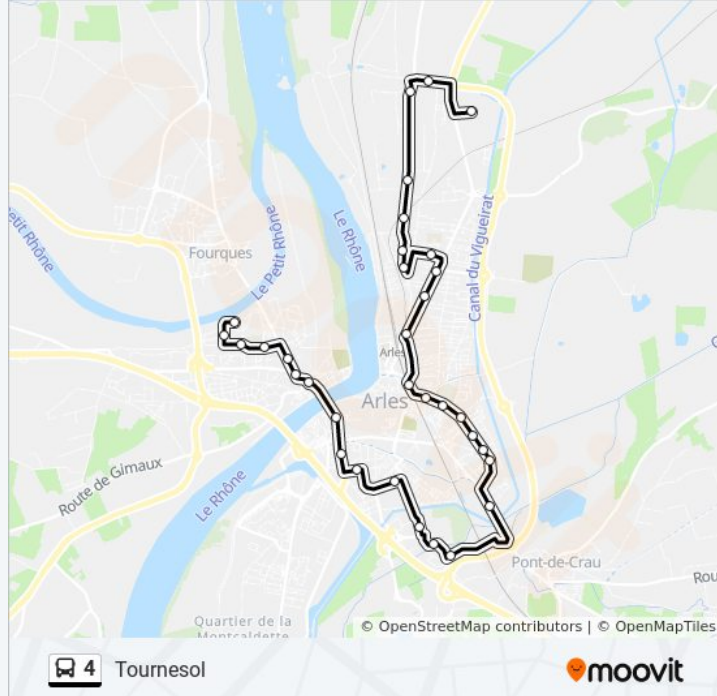 Le Rhône
Canal du Vigueirat
Le Petit Rhône
Fourques
Petit Rhône
Arles
Arles
Route de Gimaux
Le Rhône
Pont-de-Crau
Rou
Quartier de la
Montcaldette
© OpenStreetMap contributors | © OpenMapTiles
4 Tournesol
moovit